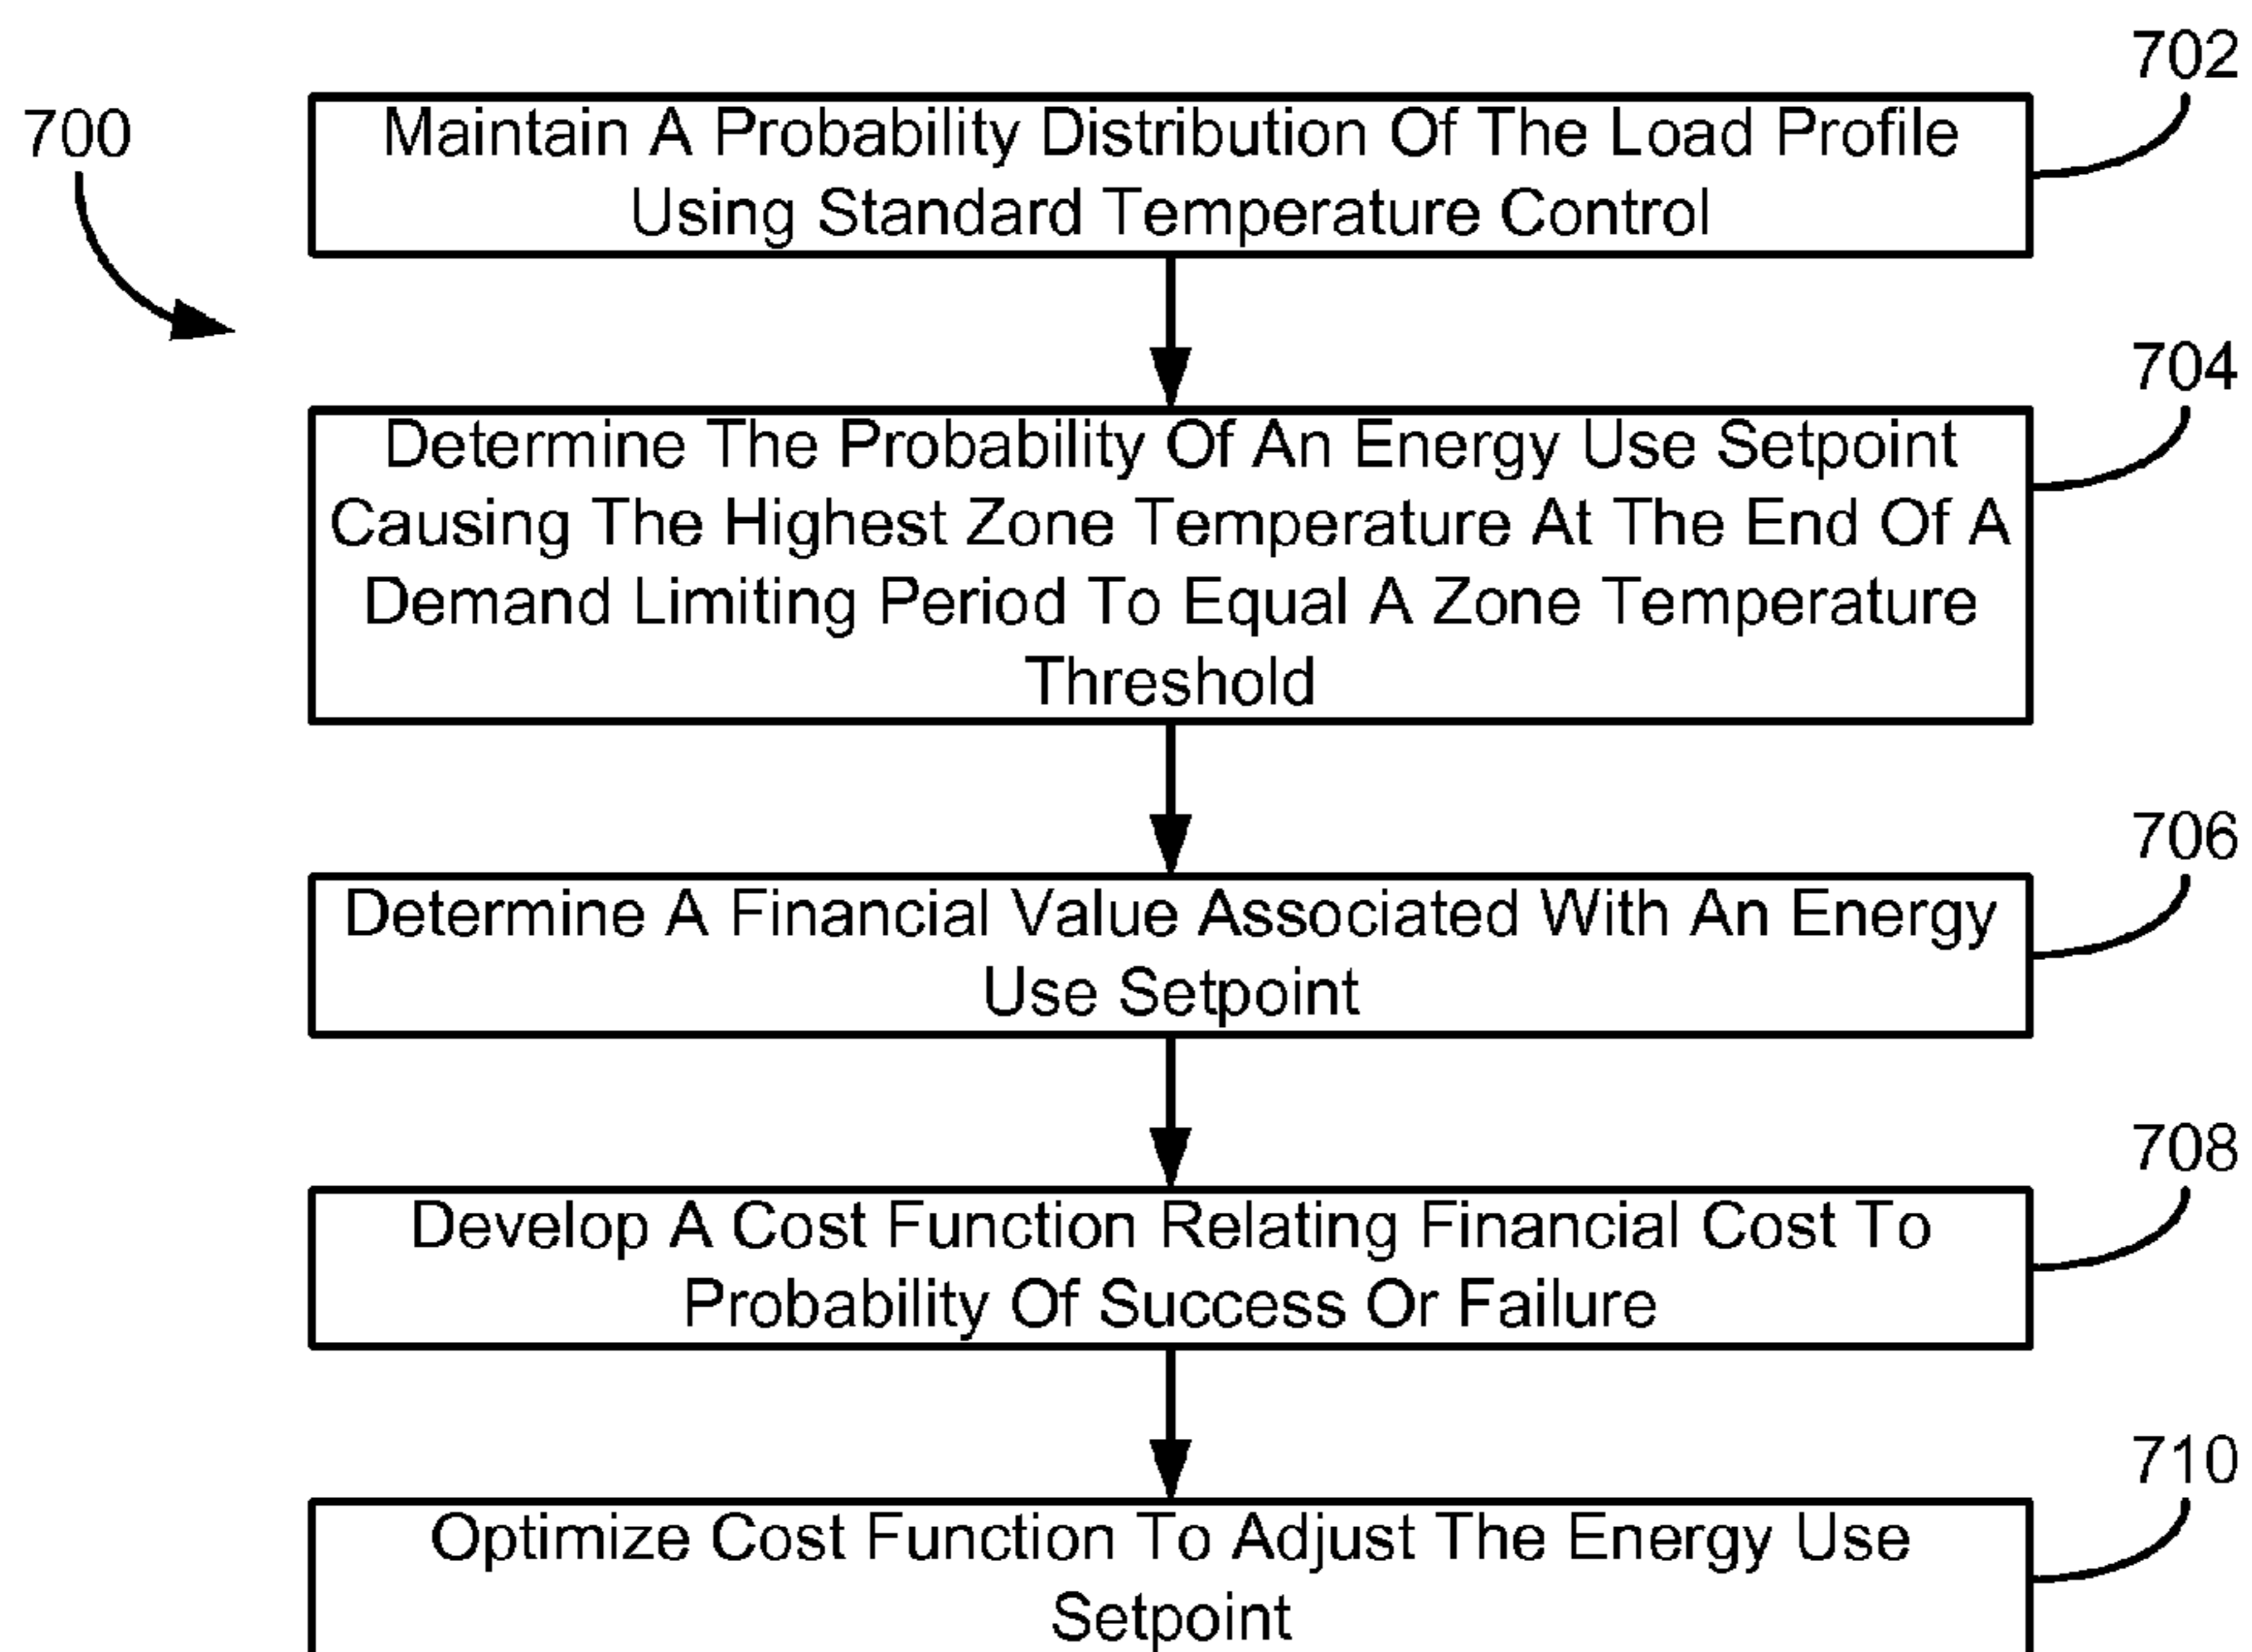 700
702
Maintain A Probability Distribution Of The Load Profile
Using Standard Temperature Control
704
Determine The Probability Of An Energy Use Setpoint
Causing The Highest Zone Temperature At The End Of A
Demand Limiting Period To Equal A Zone Temperature
Threshold
706
Determine A Financial Value Associated With An Energy
Use Setpoint
708
Develop A Cost Function Relating Financial Cost To
Probability Of Success Or Failure
710
Optimize Cost Function To Adjust The Energy Use
Setpoint